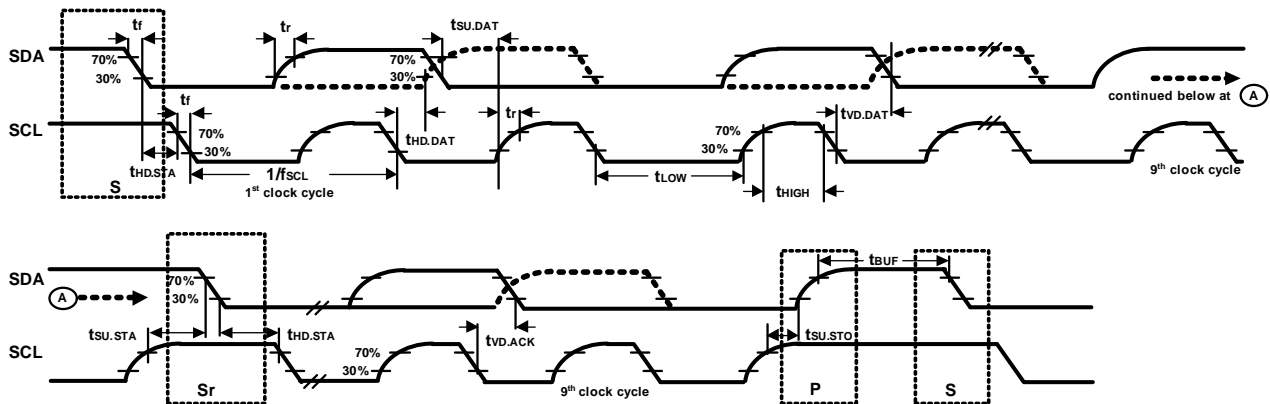 tf
tr
tSU.DAT
SDA
70%
30%
70%
30%
continued below at A
tf
tr
tVD.DAT
SCL
70%
30%
tHD.STA
tHD.DAT
70%
30%
1/fSCL
1st clock cycle
tLOW
tHIGH
9th clock cycle
S
SDA
70%
30%
tBUF
A
tSU.STA
tHD.STA
tVD.ACK
tSU.STO
SCL
70%
30%
9th clock cycle
Sr
P
S